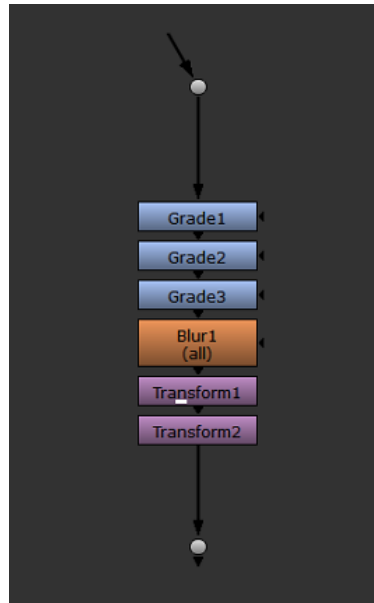 Grade1
Grade2
Grade3
Blur1
(all)
Transform1
Transform2